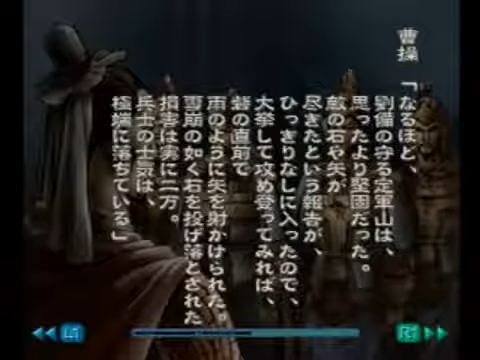 曹操
「なるほど、
劉備の守る定軍山は、
思ったより堅固だった。
敵の石や矢が
尽きたという報告が、
ひっきりなしに入ったので、
大挙して攻め登ってみれば、
砦の直前で
雨のように矢を射かけられた。
雪崩の如く石を投げ落とされた。
損害は実に二万。
兵士の士気は、
極端に落ちている」
L1
R1